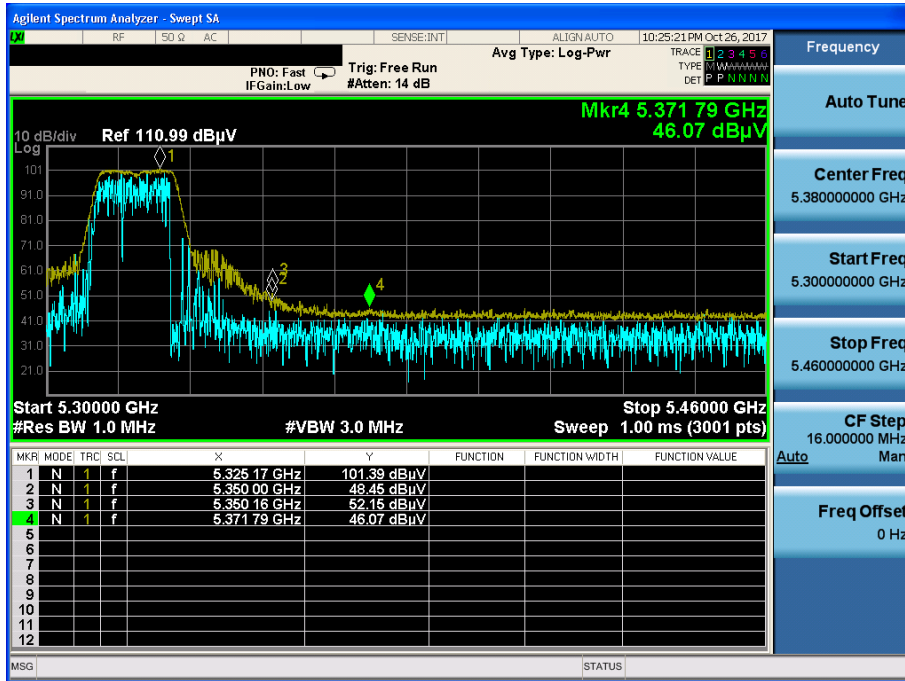 Agilent Spectrum Analyzer - Swept SA
LXI RF 50 Ω AC SENSE:INT ALIGN AUTO 10:25:21 PM Oct 26, 2017
PNO: Fast Trig: Free Run Avg Type: Log-Pwr TRACE 1 2 3 4 5 6
IFGain:Low #Atten: 14 dB TYPE M W
DET P P N N N N
Mkr4 5.371 79 GHz
46.07 dBµV
10 dB/div Ref 110.99 dBµV
Log
1
101
91.0
81.0
71.0
61.0
3
2
4
51.0
41.0
31.0
21.0
Start 5.30000 GHz Stop 5.46000 GHz
#Res BW 1.0 MHz #VBW 3.0 MHz Sweep 1.00 ms (3001 pts)
MKR MODE TRC SCL X Y FUNCTION FUNCTION WIDTH FUNCTION VALUE
1 N 1 f 5.325 17 GHz 101.39 dBµV
2 N 1 f 5.350 00 GHz 48.45 dBµV
3 N 1 f 5.350 16 GHz 52.15 dBµV
4 N 1 f 5.371 79 GHz 46.07 dBµV
5
6
7
8
9
10
11
12
MSG STATUS
Frequency
Auto Tune
Center Freq
5.380000000 GHz
Start Freq
5.300000000 GHz
Stop Freq
5.460000000 GHz
CF Step
16.000000 MHz
Auto Man
Freq Offset
0 Hz